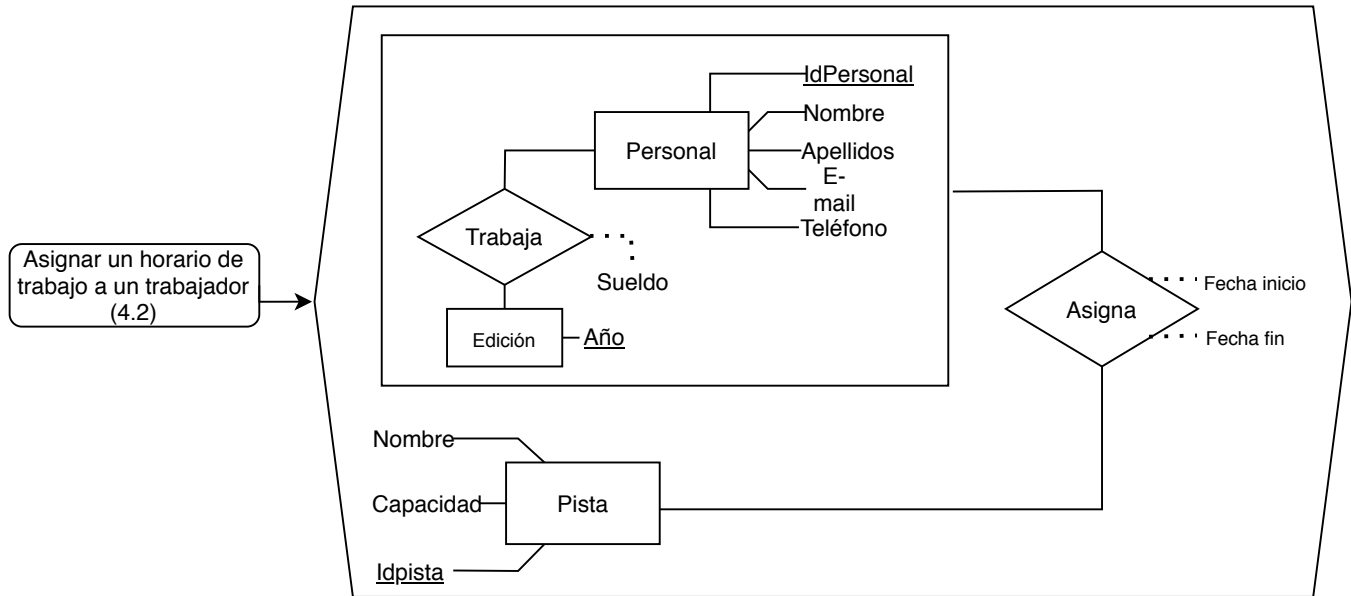 IdPersonal
Nombre
Personal
Apellidos
E-
mail
Teléfono
Trabaja
Sueldo
Asignar un horario de
trabajo a un trabajador
(4.2)
Edición
Año
Asigna
Fecha inicio
Fecha fin
Nombre
Capacidad
Pista
Idpista